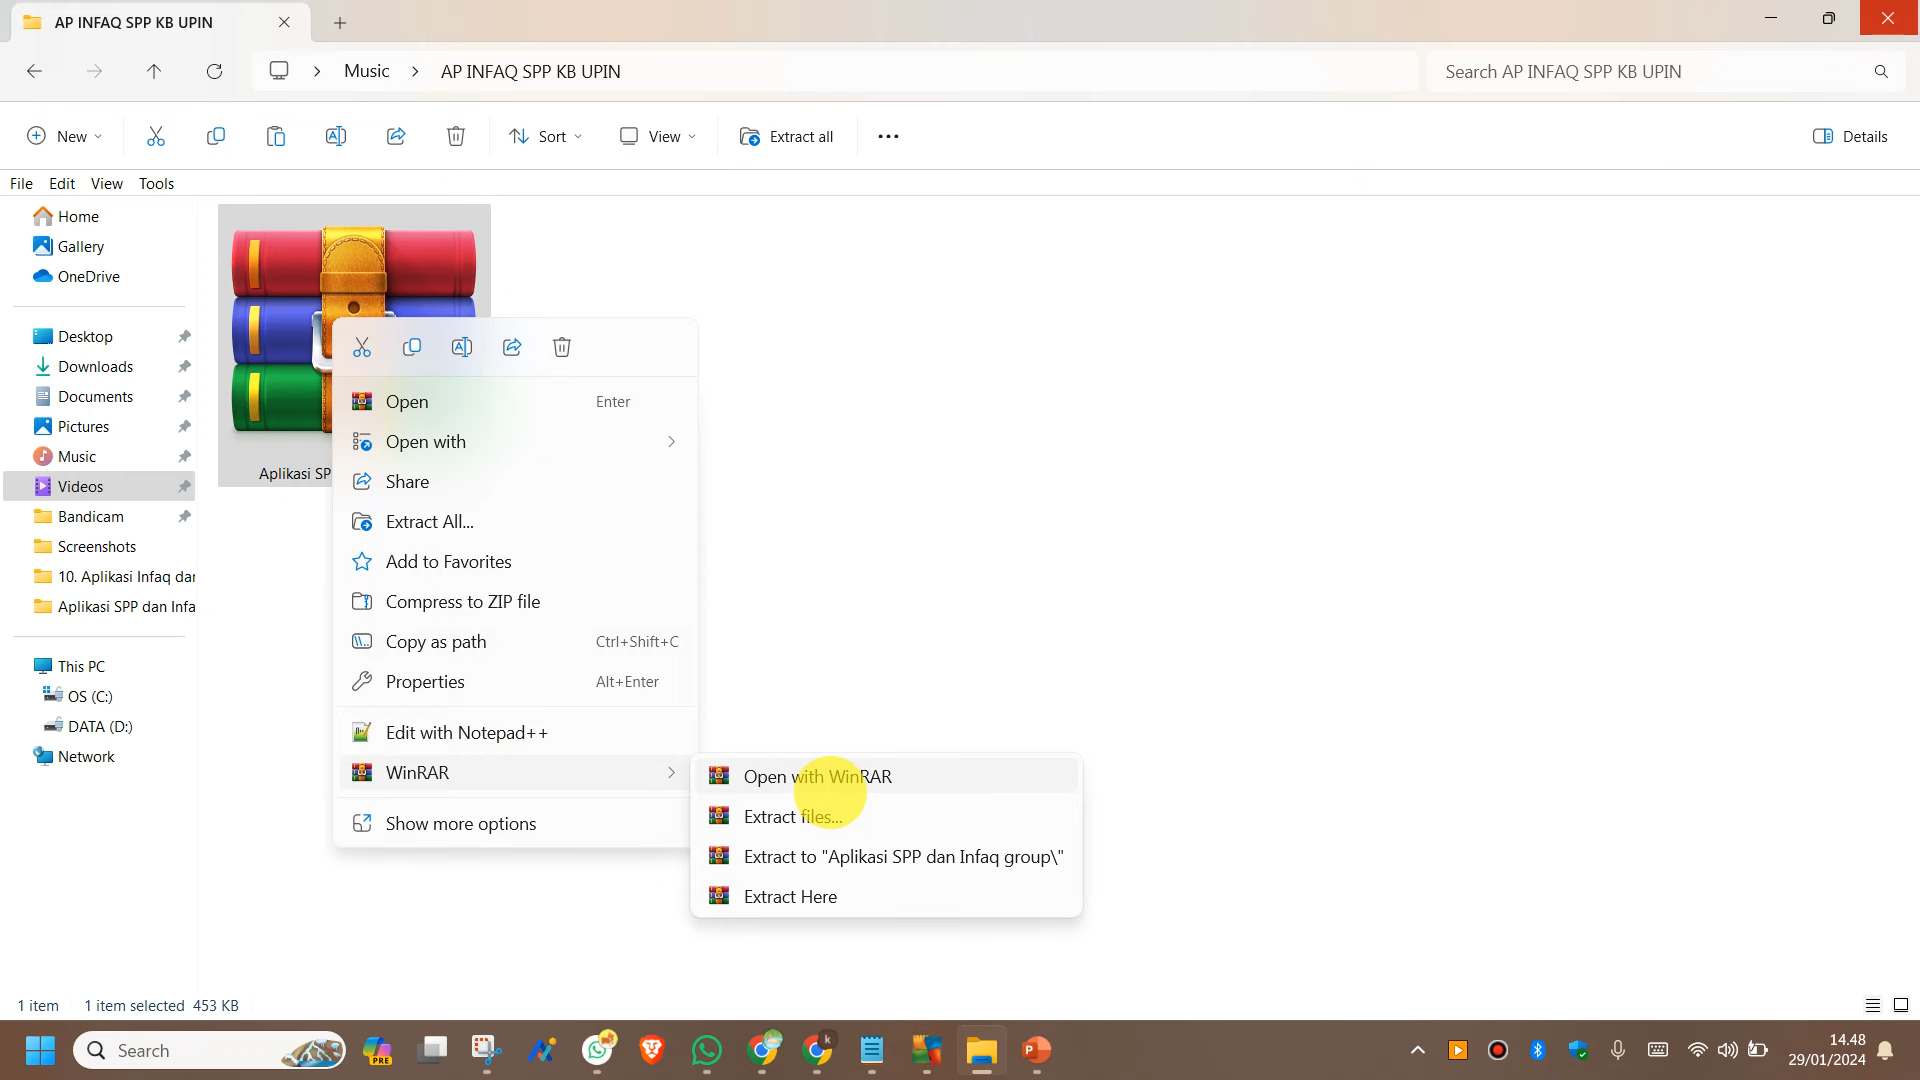 AP INFAQ SPP KB UPIN
Music
AP INFAQ SPP KB UPIN
Search AP INFAQ SPP KB UPIN
New
Sort
View
Extract all
Details
File Edit View Tools
Home
Gallery
OneDrive
Desktop
Downloads
Documents
Pictures
Music
Videos
Bandicam
Screenshots
10. Aplikasi Infaq dar
Aplikasi SPP dan Infa
This PC
OS (C:)
DATA (D:)
Network
Aplikasi SP
Open Enter
Open with
Share
Extract All...
Add to Favorites
Compress to ZIP file
Copy as path Ctrl+Shift+C
Properties Alt+Enter
Edit with Notepad++
WinRAR
Show more options
Open with WinRAR
Extract files...
Extract to "Aplikasi SPP dan Infaq group\"
Extract Here
1 item 1 item selected 453 KB
Search
PRE
k
14.48
29/01/2024